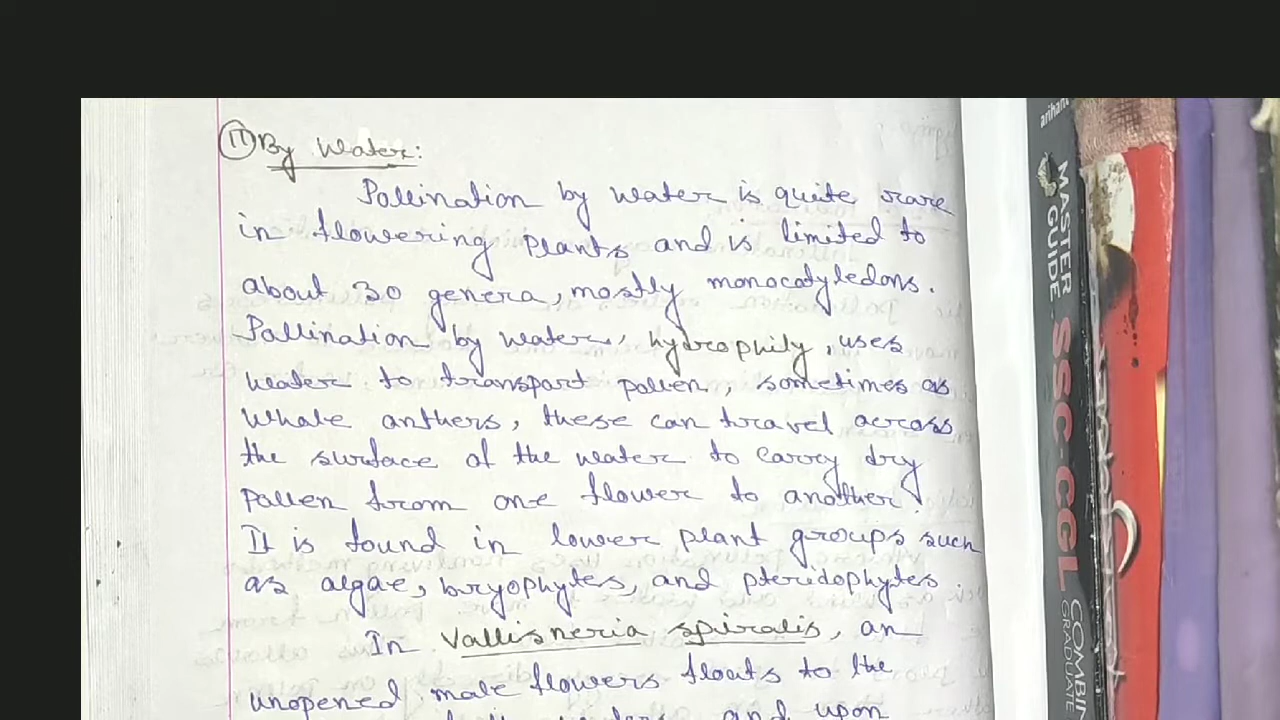 (ii) By Water:
Pollination by water is quite rare
in flowering plants and is limited to
about 30 genera, mostly monocotyledons.
Pollination by water, hydrophily, uses
water to transport pollen, sometimes as
whole anthers, these can travel across
the surface of the water to carry dry
pollen from one flower to another.
It is found in lower plant groups such
as algae, bryophytes, and pteridophytes
In Vallisneria spiralis, an
unopened male flowers floats to the
and upon
arihant
MASTER
GUIDE
SSC-CGL
COMBIN
GRADUATE